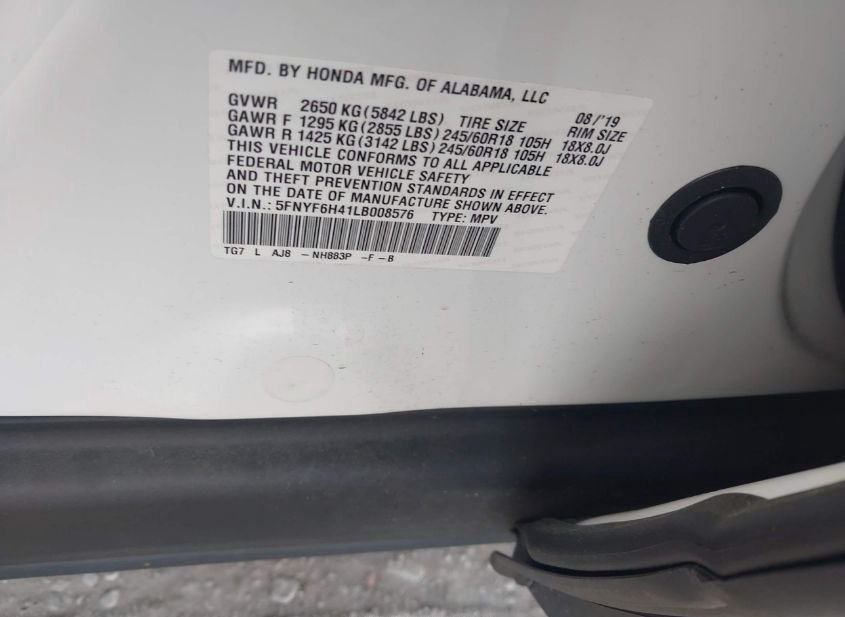 MFD. BY HONDA MFG. OF ALABAMA, LLC
GVWR 2650 KG (5842 LBS) TIRE SIZE 08/'19 RIM SIZE
GAWR F 1295 KG (2855 LBS) 245/60R18 105H 18X8.0J
GAWR R 1425 KG (3142 LBS) 245/60R18 105H 18X8.0J
THIS VEHICLE CONFORMS TO ALL APPLICABLE
FEDERAL MOTOR VEHICLE SAFETY
AND THEFT PREVENTION STANDARDS IN EFFECT
ON THE DATE OF MANUFACTURE SHOWN ABOVE.
V.I.N.: 5FNYF6H41LB008576 TYPE: MPV
TG7 L AJ8 -NH883P -F -B